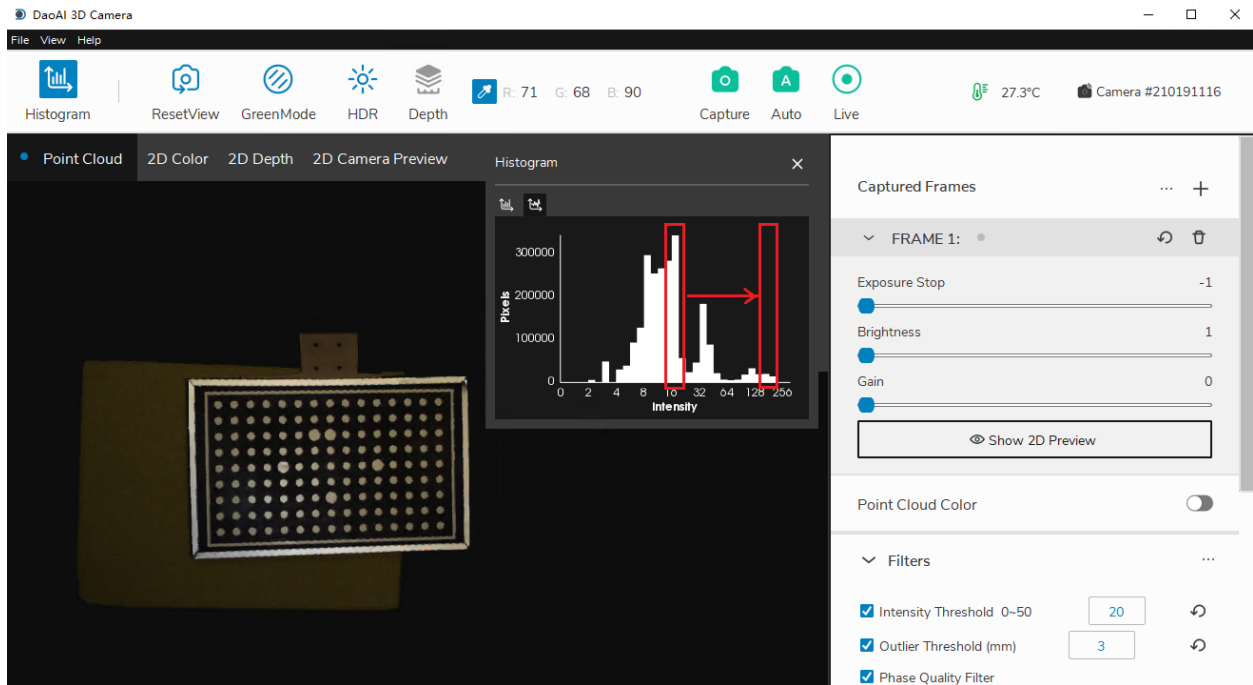 DaoAI 3D Camera
File View Help
Histogram ResetView GreenMode HDR Depth R: 71 G: 68 B: 90 Capture Auto Live 27.3°C Camera #210191116
Point Cloud 2D Color 2D Depth 2D Camera Preview
Histogram
300000
200000
100000
0
Pixels
0 2 4 8 16 32 64 128 256
Intensity
Captured Frames
FRAME 1:
Exposure Stop -1
Brightness 1
Gain 0
Show 2D Preview
Point Cloud Color
Filters
Intensity Threshold 0~50 20
Outlier Threshold (mm) 3
Phase Quality Filter